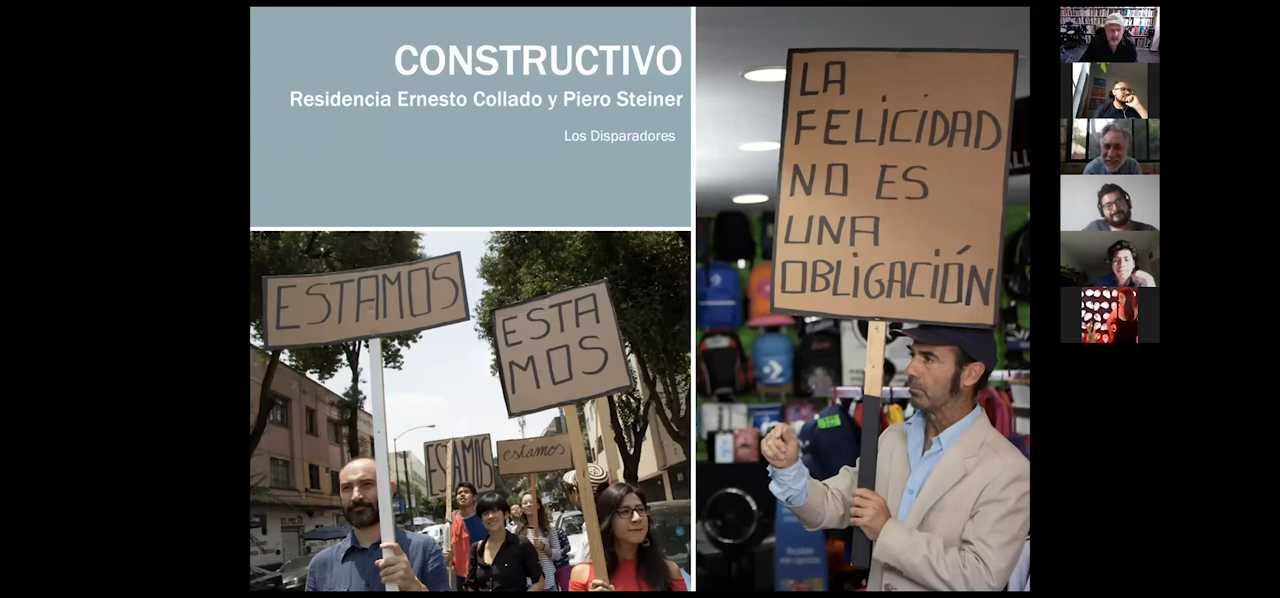 CONSTRUCTIVO
Residencia Ernesto Collado y Piero Steiner
Los Disparadores
LA
FELICIDAD
NO ES
UNA
OBLIGACIÓN
ESTAMOS
ESTA
MOS
ESTAMOS
estamos